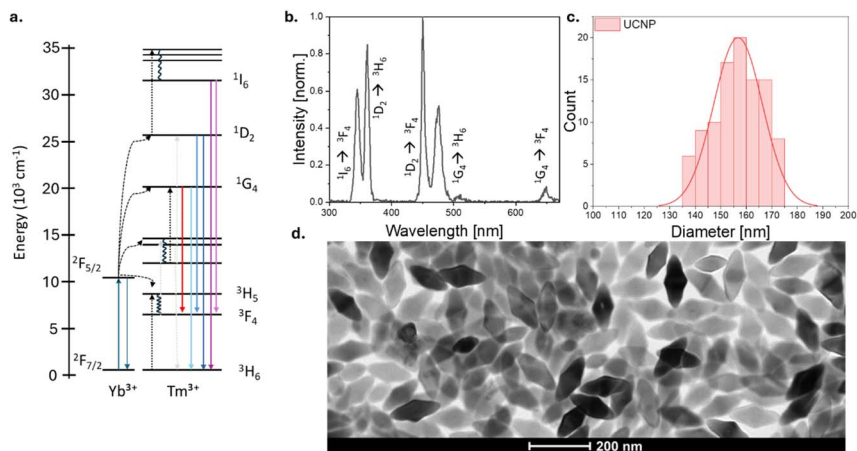 a.
35
30
25
20
15
10
5
0
Energy (10³ cm⁻¹)
¹I₆
¹D₂
¹G₄
²F₅/₂
³H₅
³F₄
²F₇/₂
³H₆
Yb³⁺
Tm³⁺
b.
1.0
0.8
0.6
0.4
0.2
0.0
Intensity [norm.]
¹I₆ → ³F₄
¹D₂ → ³H₆
¹D₂ → ³F₄
¹G₄ → ³H₆
¹G₄ → ³F₄
300 400 500 600
Wavelength [nm]
c.
UCNP
20
15
10
5
0
Count
100 110 120 130 140 150 160 170 180 190 200
Diameter [nm]
d.
200 nm